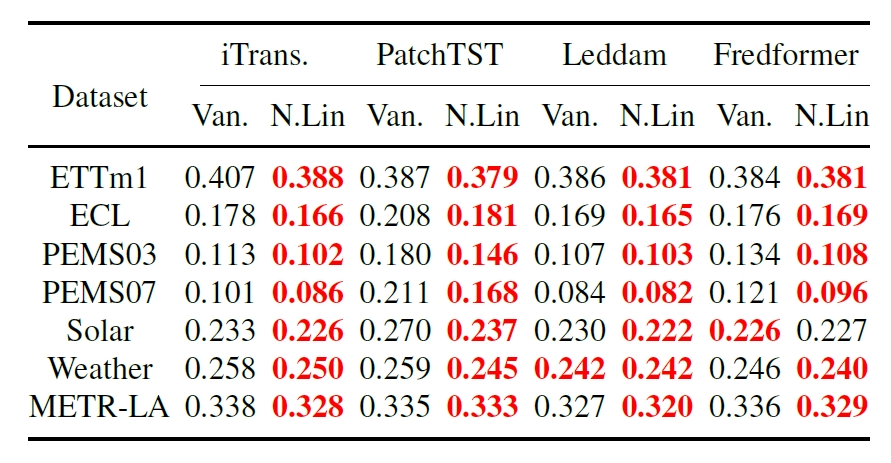 iTrans. PatchTST Leddam Fredformer
Dataset
Van. N.Lin Van. N.Lin Van. N.Lin Van. N.Lin
ETTm1 0.407 0.388 0.387 0.379 0.386 0.381 0.384 0.381
ECL 0.178 0.166 0.208 0.181 0.169 0.165 0.176 0.169
PEMS03 0.113 0.102 0.180 0.146 0.107 0.103 0.134 0.108
PEMS07 0.101 0.086 0.211 0.168 0.084 0.082 0.121 0.096
Solar 0.233 0.226 0.270 0.237 0.230 0.222 0.226 0.227
Weather 0.258 0.250 0.259 0.245 0.242 0.242 0.246 0.240
METR-LA 0.338 0.328 0.335 0.333 0.327 0.320 0.336 0.329